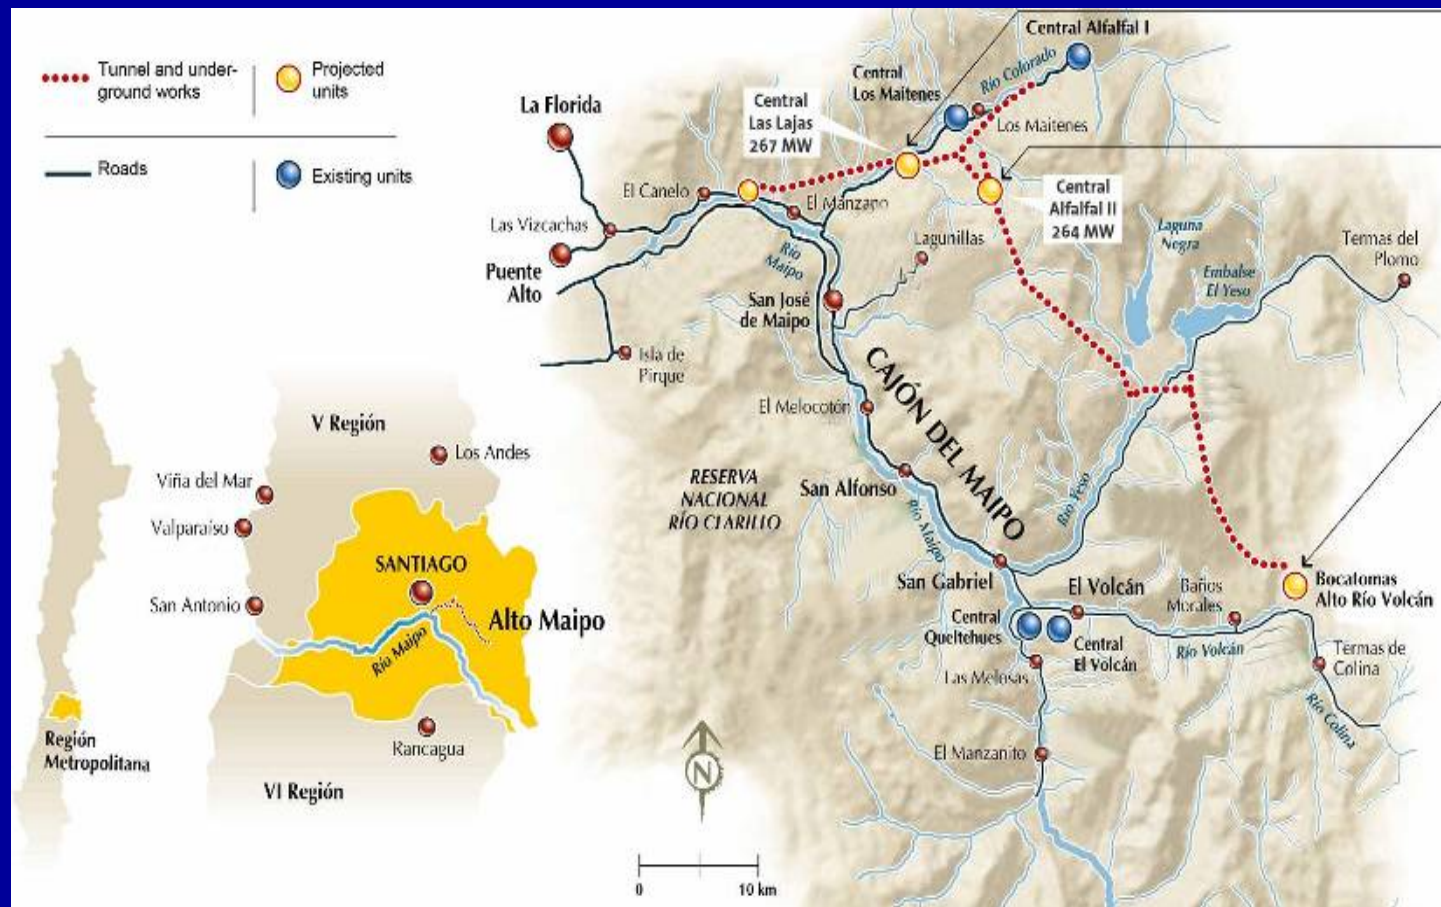 Tunnel and under-
ground works
Projected
units
Roads
Existing units
Central Alfalfal I
Río Colorado
Central
Los Maitenes
Los Maitenes
Central
Las Lajas
267 MW
La Florida
El Canelo
El Manzano
Central
Alfalfal II
264 MW
Las Vizcachas
Puente
Alto
Río
Maipo
Lagunillas
Laguna
Negra
Embalse
El Yeso
Termas del
Plomo
San José
de Maipo
Isla de
Pirque
El Melocotón
CAJÓN DEL MAIPO
RESERVA
NACIONAL
RÍO CLARILLO
San Alfonso
Río Maipo
Río Yeso
San Gabriel
El Volcán
Baños
Morales
Bocatomas
Alto Río Volcán
Central
Queltehues
Central
El Volcán
Río Volcán
Termas de
Colina
Las Melosas
Río Colina
El Manzanito
N
0 10 km
V Región
Los Andes
Viña del Mar
Valparaíso
SANTIAGO
San Antonio
Alto Maipo
Río Maipo
Rancagua
Región
Metropolitana
VI Región